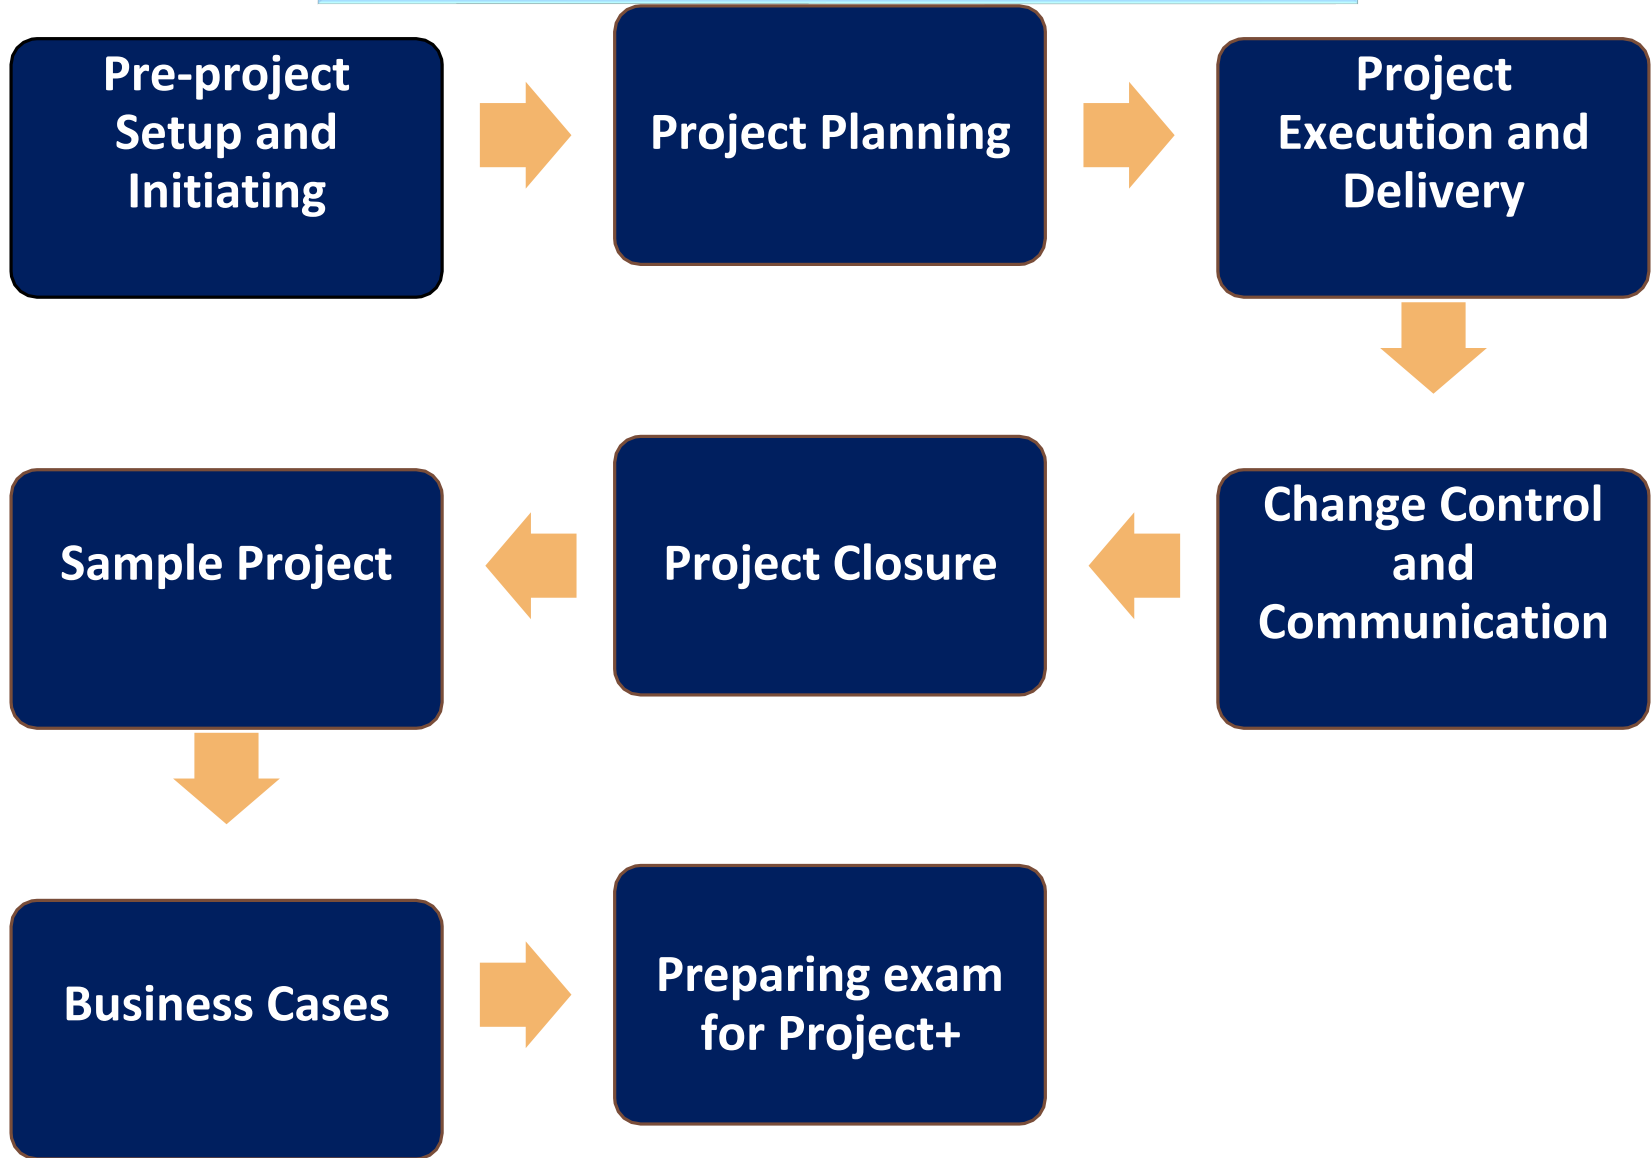 Pre-project
Setup and
Initiating
Project Planning
Project
Execution and
Delivery
Change Control
and
Communication
Project Closure
Sample Project
Business Cases
Preparing exam
for Project+